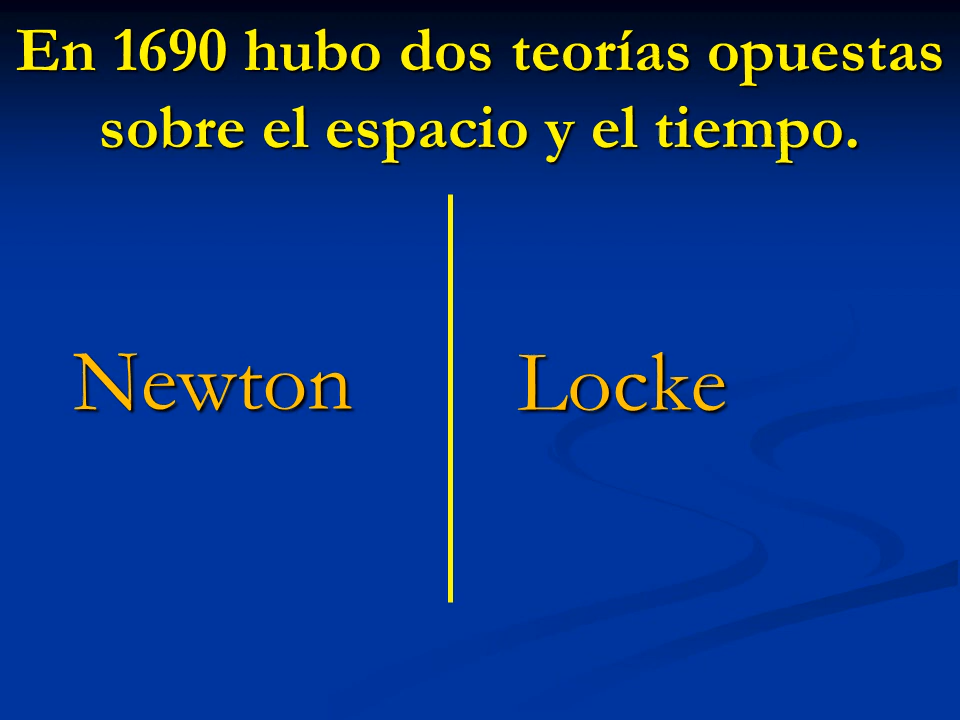 En 1690 hubo dos teorías opuestas
sobre el espacio y el tiempo.
Newton
Locke